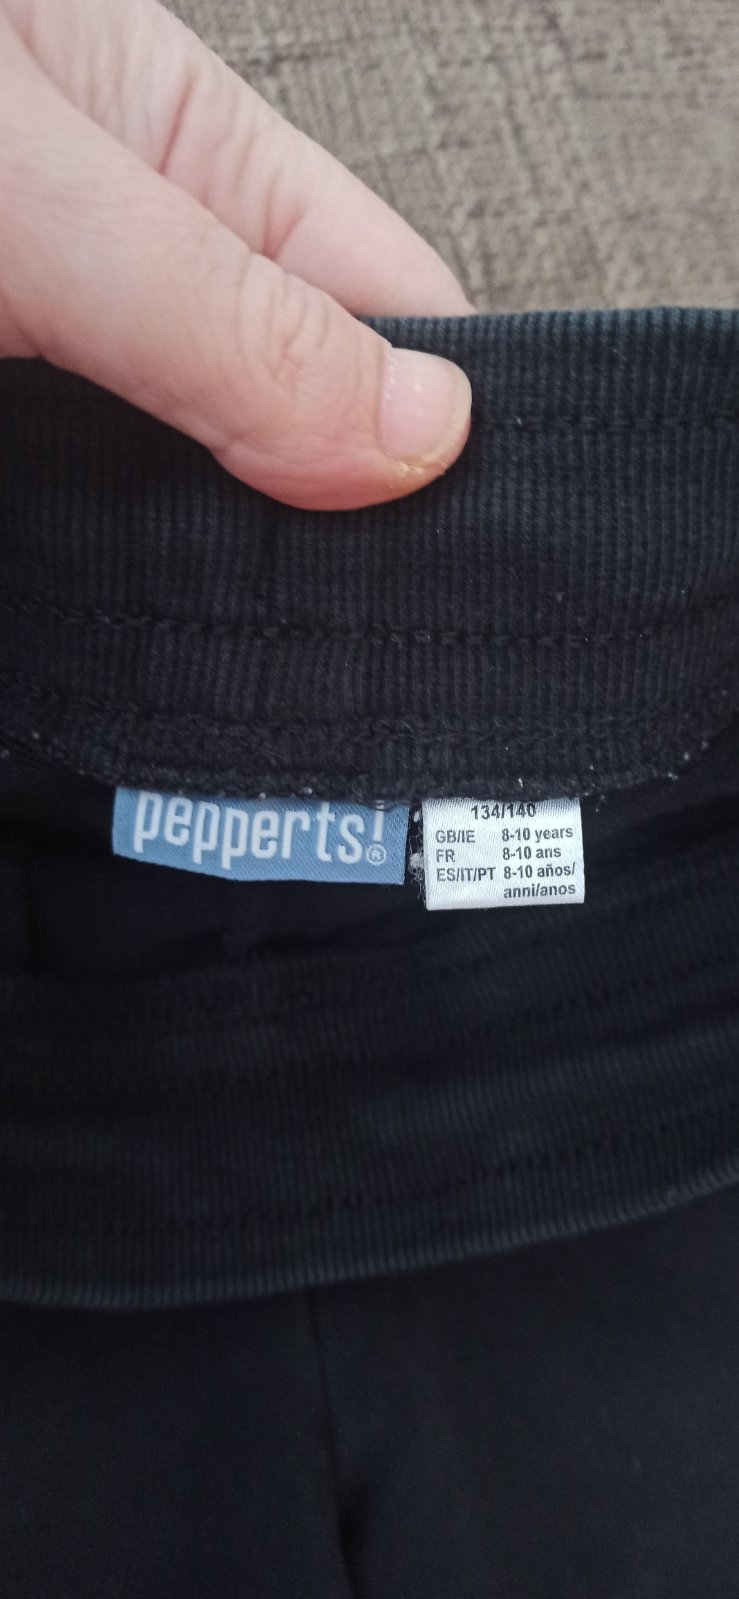 pepperts!®
134/140
GB/IE 8-10 years
FR 8-10 ans
ES/IT/PT 8-10 años/
anni/anos